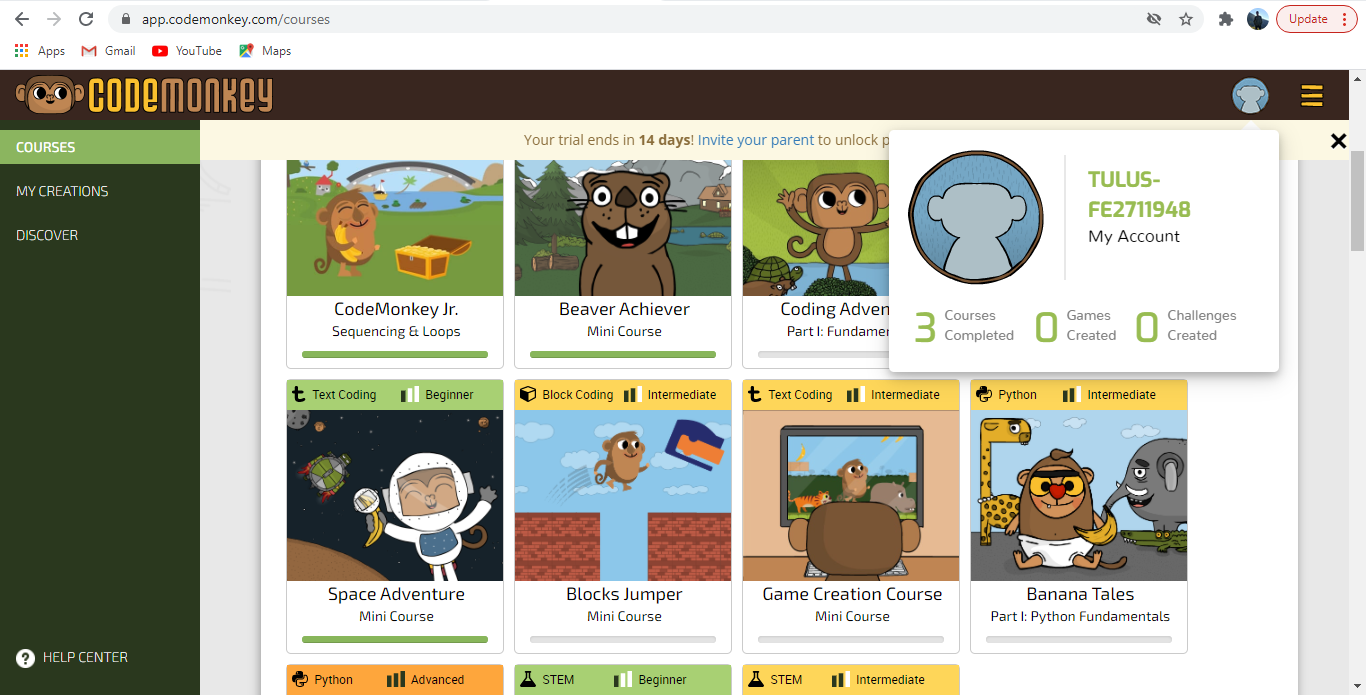 app.codemonkey.com/courses
Update
Apps
Gmail
YouTube
Maps
CODEMONKEY
COURSES
MY CREATIONS
DISCOVER
HELP CENTER
Your trial ends in 14 days! Invite your parent to unlock p
TULUS-
FE2711948
My Account
3 Courses Completed
0 Games Created
0 Challenges Created
CodeMonkey Jr.
Sequencing & Loops
Beaver Achiever
Mini Course
Coding Adven
Part I: Fundamen
Text Coding Beginner
Space Adventure
Mini Course
Block Coding Intermediate
Blocks Jumper
Mini Course
Text Coding Intermediate
Game Creation Course
Mini Course
Python Intermediate
Banana Tales
Part I: Python Fundamentals
Python Advanced
STEM Beginner
STEM Intermediate